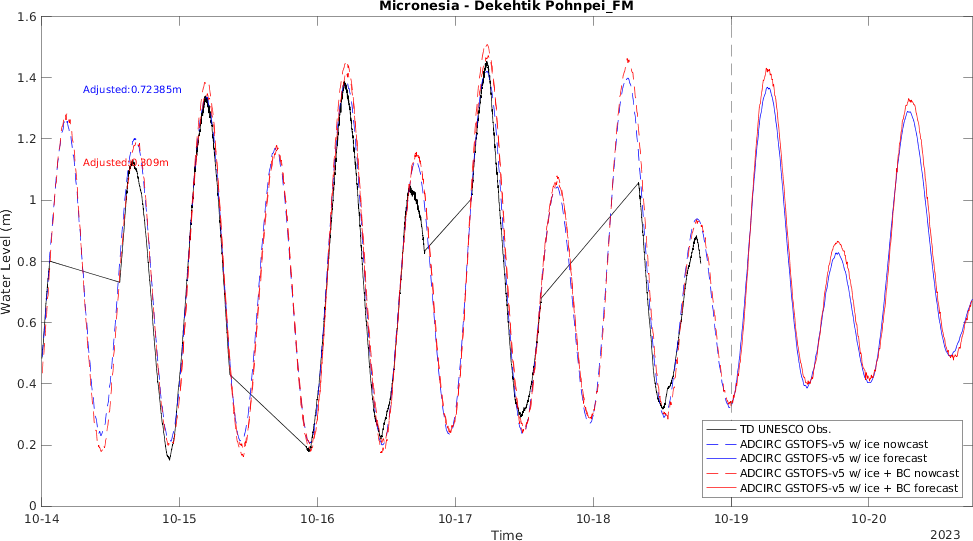 Micronesia - Dekehtik Pohnpei_FM
1.6
1.4
1.2
1
0.8
0.6
0.4
0.2
0
Water Level (m)
Adjusted:0.72385m
Adjusted:0.309m
TD UNESCO Obs.
ADCIRC GSTOFS-v5 w/ ice nowcast
ADCIRC GSTOFS-v5 w/ ice forecast
ADCIRC GSTOFS-v5 w/ ice + BC nowcast
ADCIRC GSTOFS-v5 w/ ice + BC forecast
10-14 10-15 10-16 10-17 10-18 10-19 10-20
Time
2023